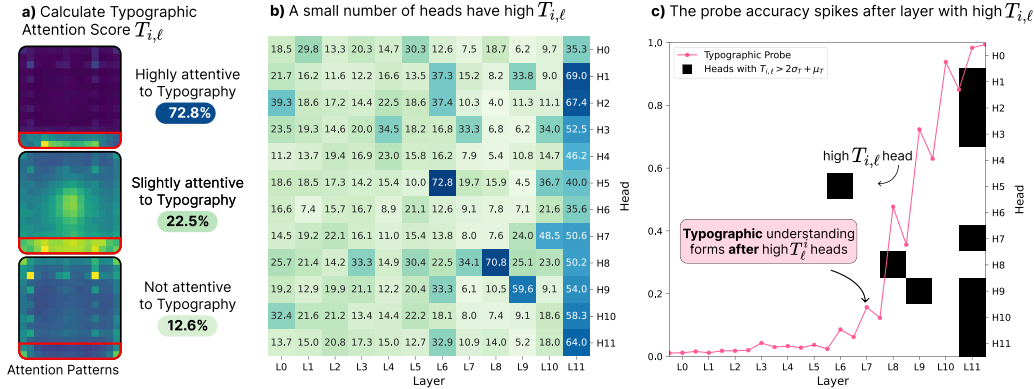 a) Calculate Typographic
Attention Score T_{i,ℓ}
Highly attentive
to Typography
72.8%
Slightly attentive
to Typography
22.5%
Not attentive
to Typography
12.6%
Attention Patterns
b) A small number of heads have high T_{i,ℓ}
18.5 29.8 13.3 20.3 14.7 30.3 12.6 7.5 18.7 6.2 9.7 35.3 H0
21.7 16.2 11.6 12.2 16.6 13.5 37.3 15.2 8.2 33.8 9.0 69.0 H1
39.3 18.6 17.2 14.4 22.5 18.6 37.4 10.3 4.0 11.3 11.1 67.4 H2
23.5 19.3 14.6 20.0 34.5 18.2 16.8 33.3 6.8 6.2 34.0 52.5 H3
11.2 13.7 19.4 16.9 23.0 15.8 16.2 7.9 5.4 10.8 14.7 46.2 H4
18.6 18.5 17.3 14.2 15.4 10.0 72.8 19.7 15.9 4.5 36.7 40.0 H5
16.6 7.4 15.7 16.7 8.9 21.1 12.6 9.1 7.8 7.1 21.6 35.6 H6
14.5 19.2 22.1 16.1 10.7 15.4 13.8 8.0 7.6 24.0 48.5 50.6 H7
25.7 21.4 14.2 33.3 14.9 30.4 22.5 34.1 70.8 25.1 23.0 50.2 H8
19.2 12.9 19.9 21.1 12.2 20.4 33.3 6.1 10.5 59.6 9.1 54.0 H9
32.4 21.6 21.2 13.4 14.4 22.2 18.1 8.0 7.4 9.1 18.6 58.3 H10
13.7 15.0 20.8 17.3 15.0 12.7 32.9 10.9 14.0 5.2 18.0 64.0 H11
L0 L1 L2 L3 L4 L5 L6 L7 L8 L9 L10 L11
Layer
Head
c) The probe accuracy spikes after layer with high T_{i,ℓ}
Typographic Probe
Heads with T_{i,ℓ} > 2σ_T + μ_T
1.0
0.8
0.6
0.4
0.2
0.0
high T_{i,ℓ} head
Typographic understanding
forms after high T_ℓ^i heads
H0
H1
H2
H3
H4
H5
H6
H7
H8
H9
H10
H11
Head
L0 L1 L2 L3 L4 L5 L6 L7 L8 L9 L10 L11
Layer